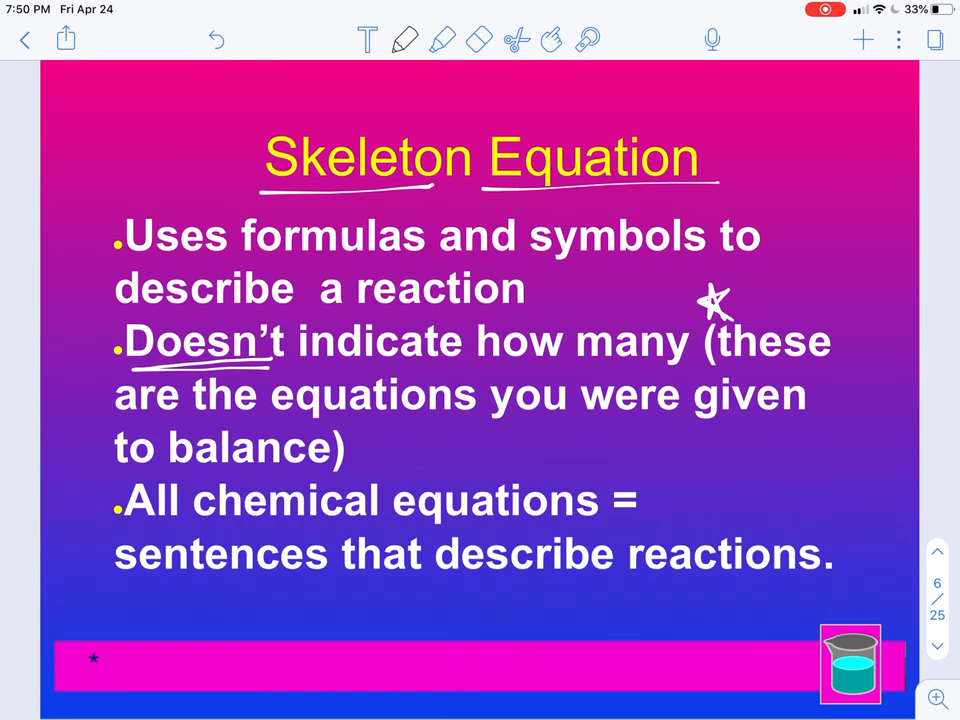 7:50 PM Fri Apr 24
33%
T
Skeleton Equation
•Uses formulas and symbols to
describe a reaction
•Doesn’t indicate how many (these
are the equations you were given
to balance)
•All chemical equations =
sentences that describe reactions.
6
/
25
*